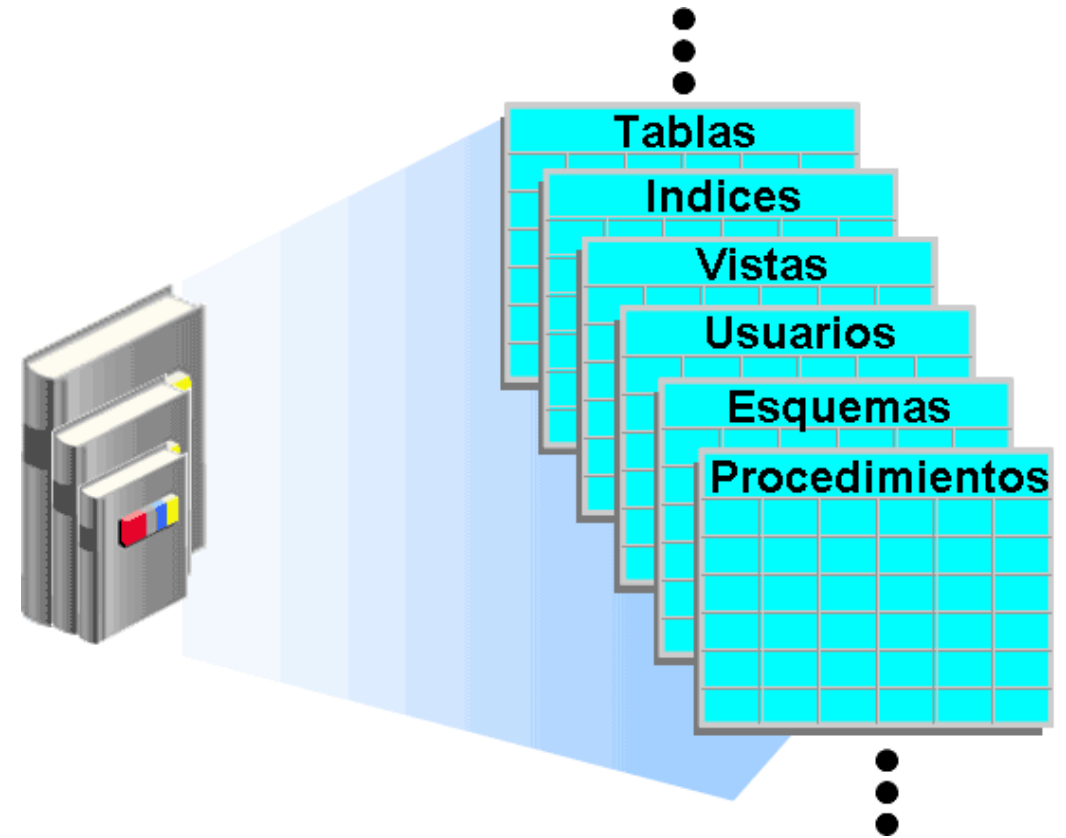 Tablas
Indices
Vistas
Usuarios
Esquemas
Procedimientos